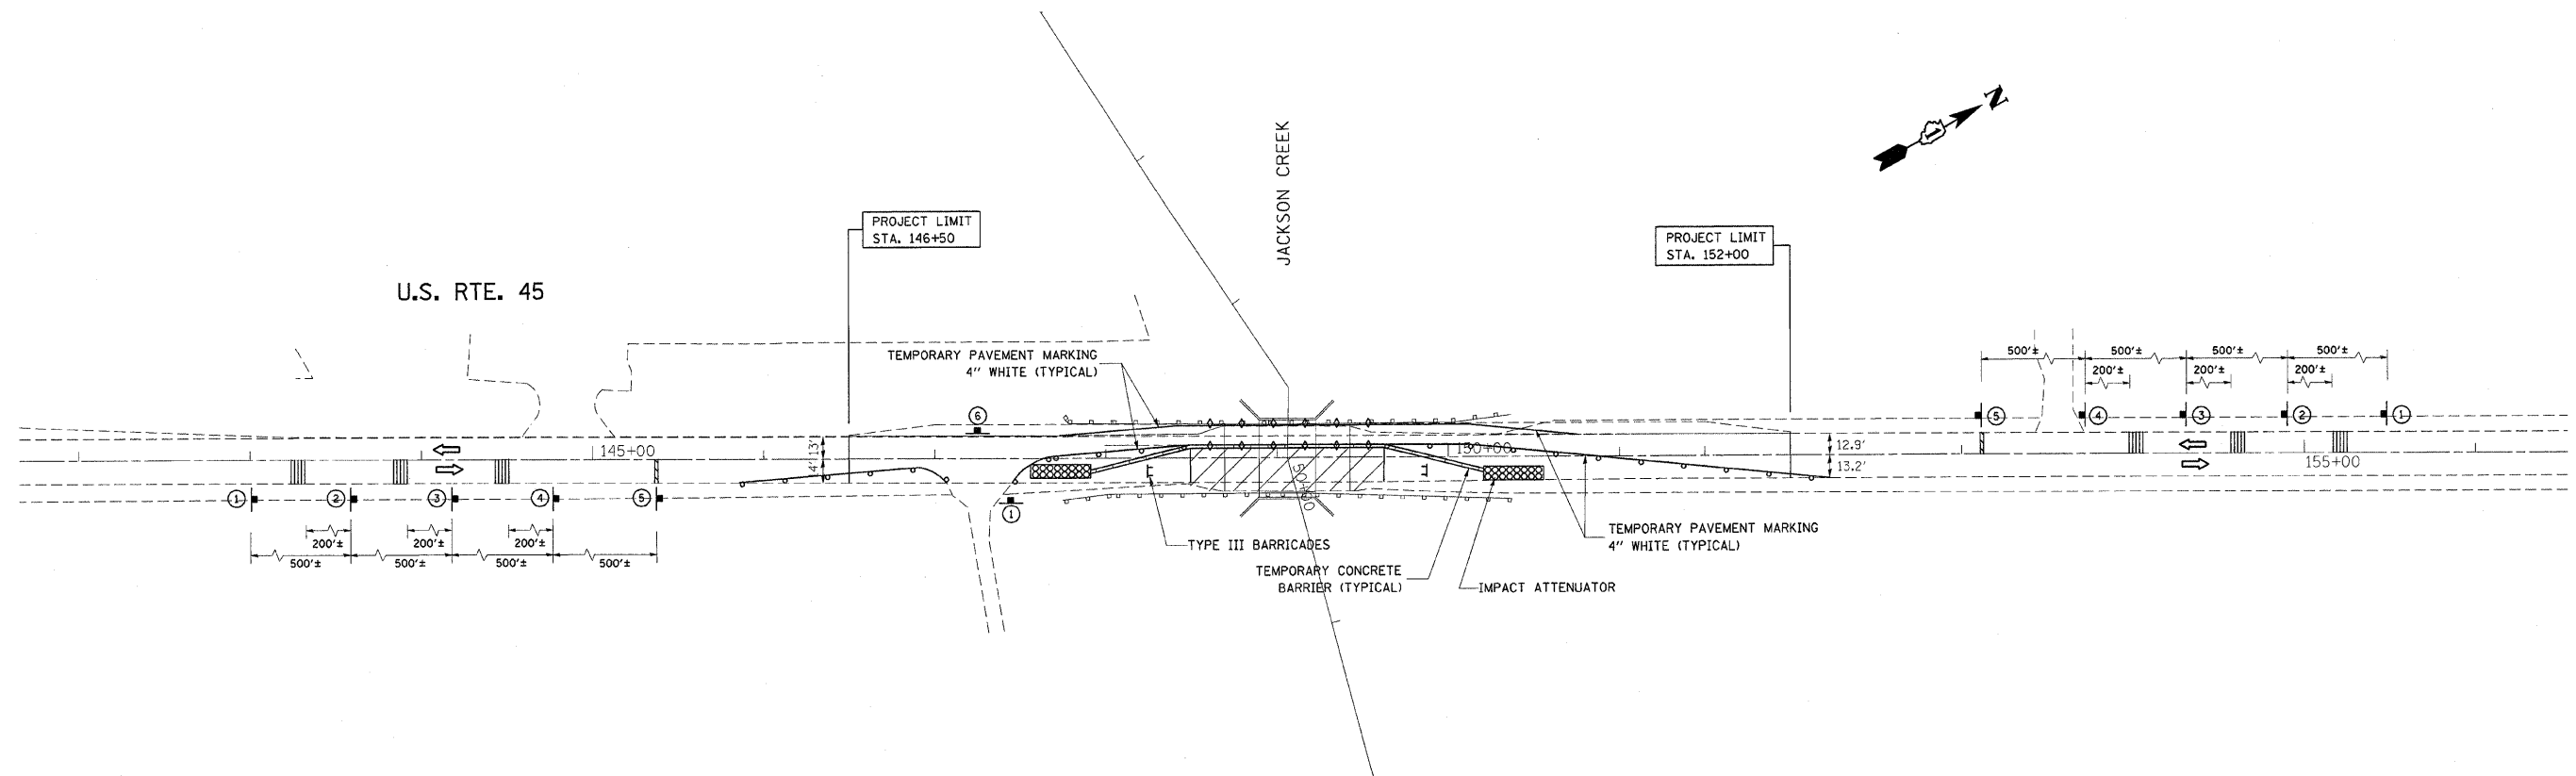 N
JACKSON CREEK
PROJECT LIMIT
STA. 146+50
PROJECT LIMIT
STA. 152+00
U.S. RTE. 45
TEMPORARY PAVEMENT MARKING
4" WHITE (TYPICAL)
500'± 500'± 500'± 500'±
200'± 200'± 200'±
6
5 4 3 2 1
145+00
13'
4'
150+00
12.9'
13.2'
155+00
1 2 3 4 5
1
200'± 200'± 200'±
500'± 500'± 500'± 500'±
TYPE III BARRICADES
TEMPORARY CONCRETE
BARRIER (TYPICAL)
IMPACT ATTENUATOR
TEMPORARY PAVEMENT MARKING
4" WHITE (TYPICAL)